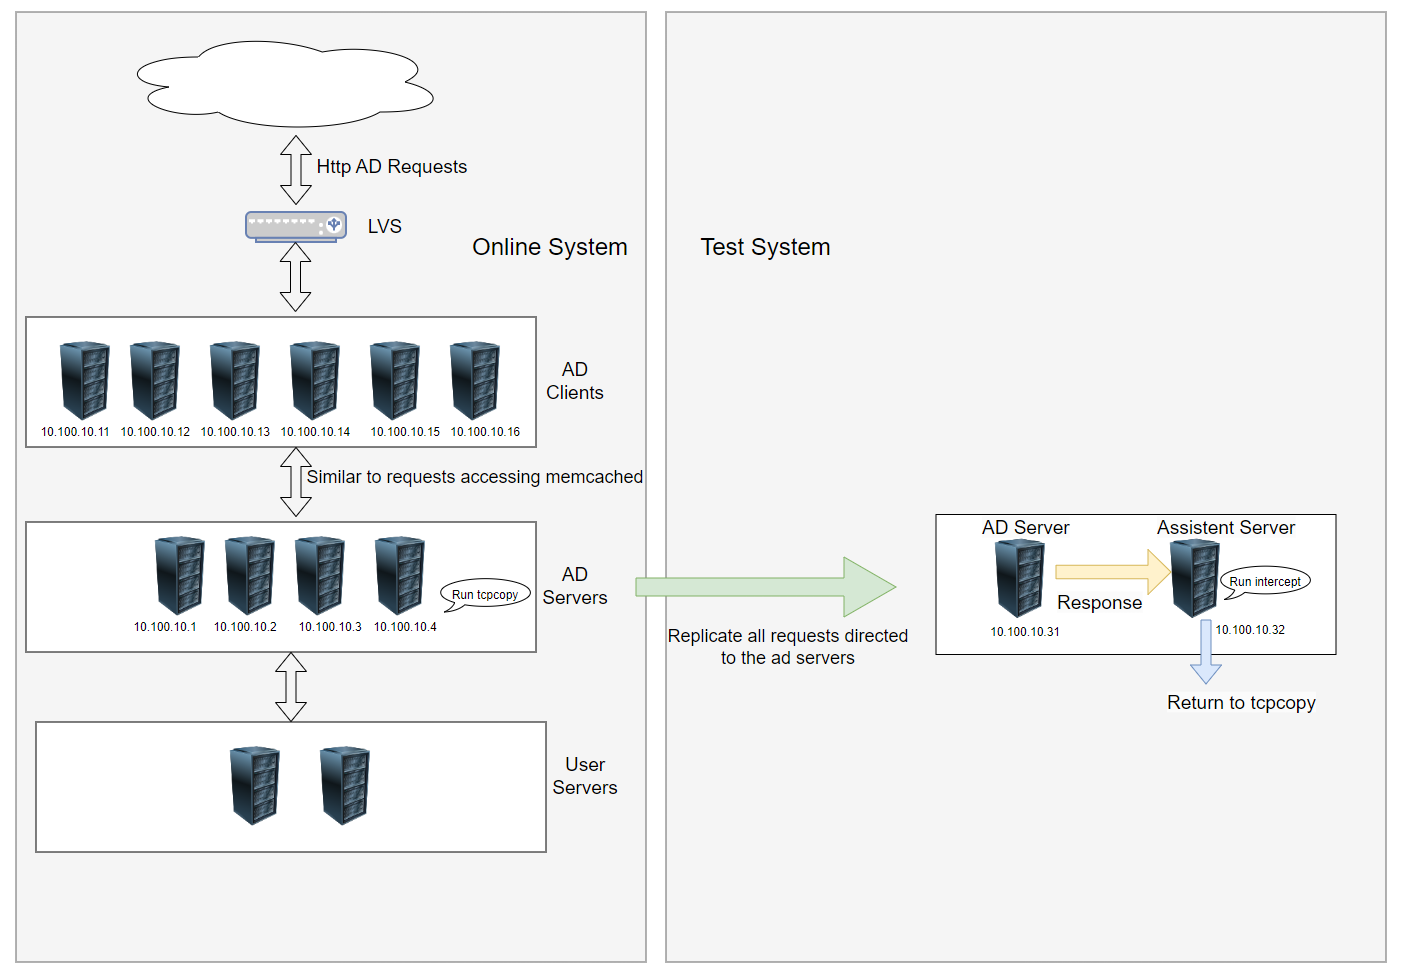 Http AD Requests
LVS
Online System
Test System
AD
Clients
10.100.10.11
10.100.10.12
10.100.10.13
10.100.10.14
10.100.10.15
10.100.10.16
Similar to requests accessing memcached
AD
Servers
Run tcpcopy
10.100.10.1
10.100.10.2
10.100.10.3
10.100.10.4
User
Servers
Replicate all requests directed
to the ad servers
AD Server
Assistent Server
Run intercept
Response
10.100.10.31
10.100.10.32
Return to tcpcopy